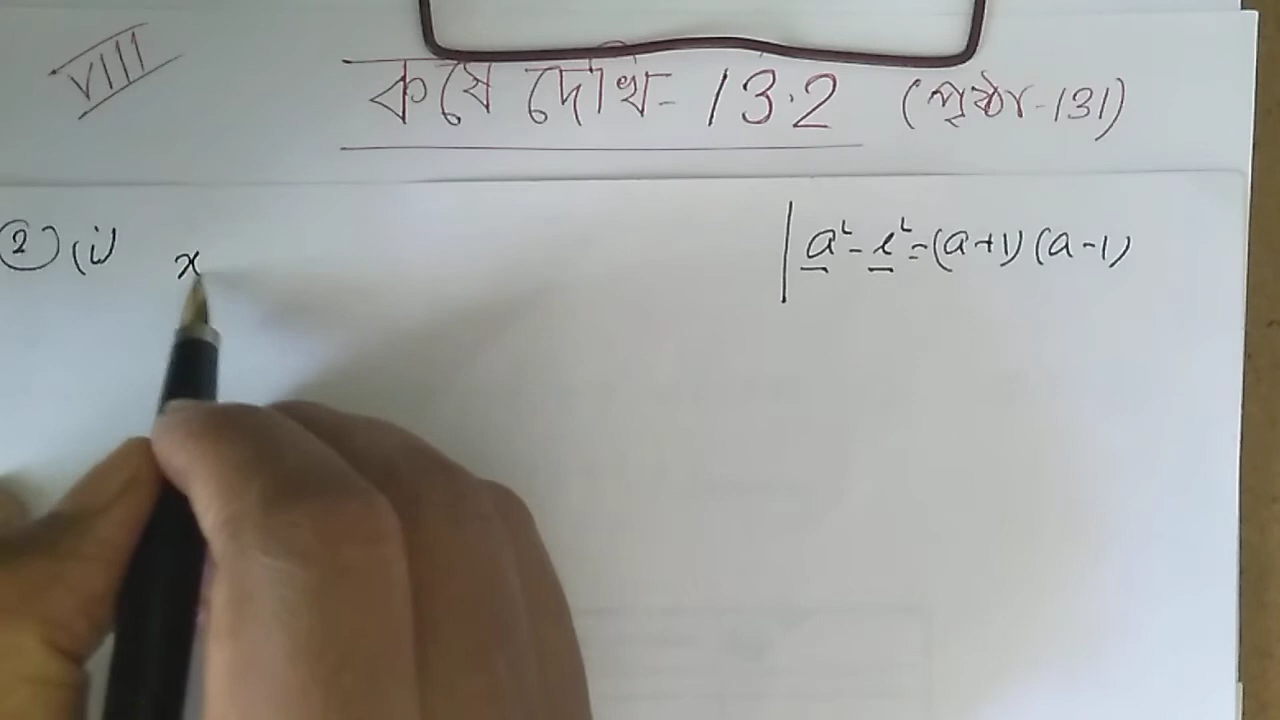 VIII
কষে দেখি - 13.2 (পৃষ্ঠা-131)
2 (i) x
a² - 1² = (a+1) (a-1)